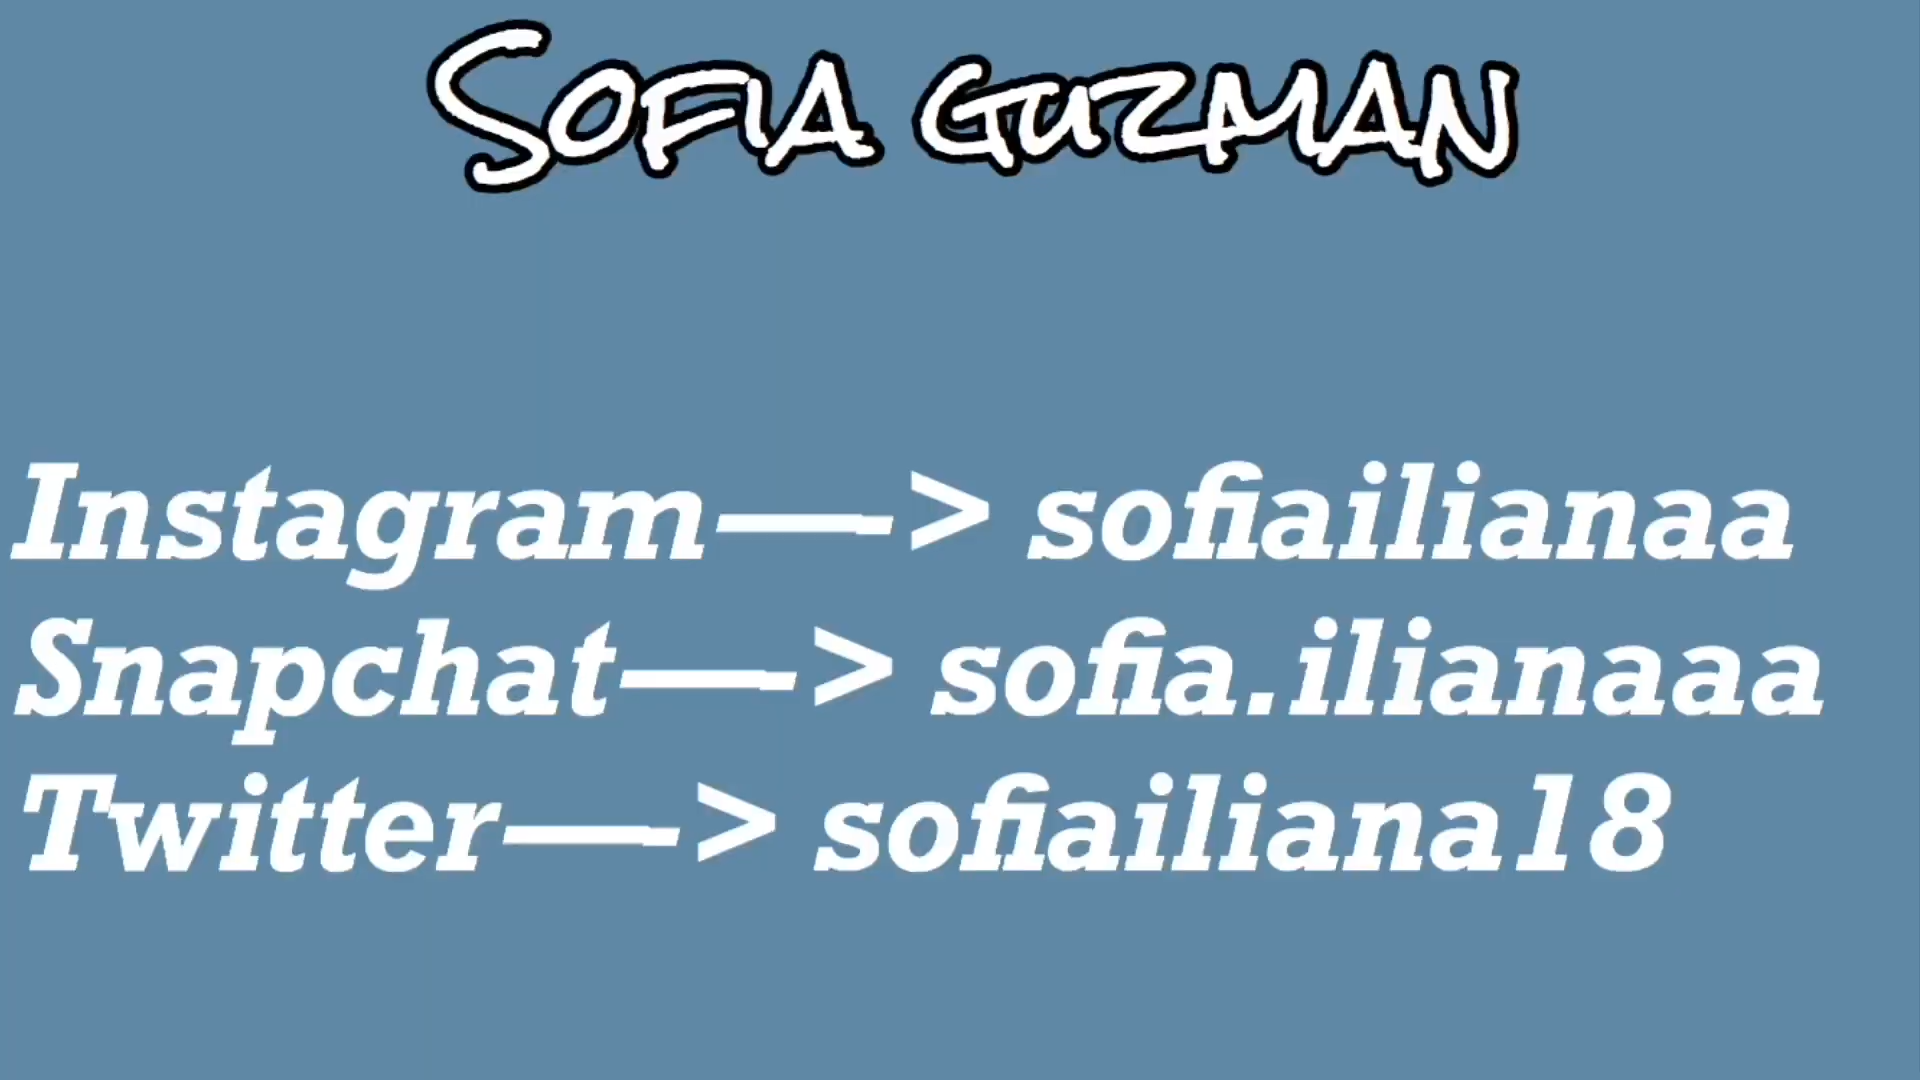 Sofia Guzman
Instagram—-> sofiailianaa
Snapchat—-> sofia.ilianaaa
Twitter—-> sofiailiana18